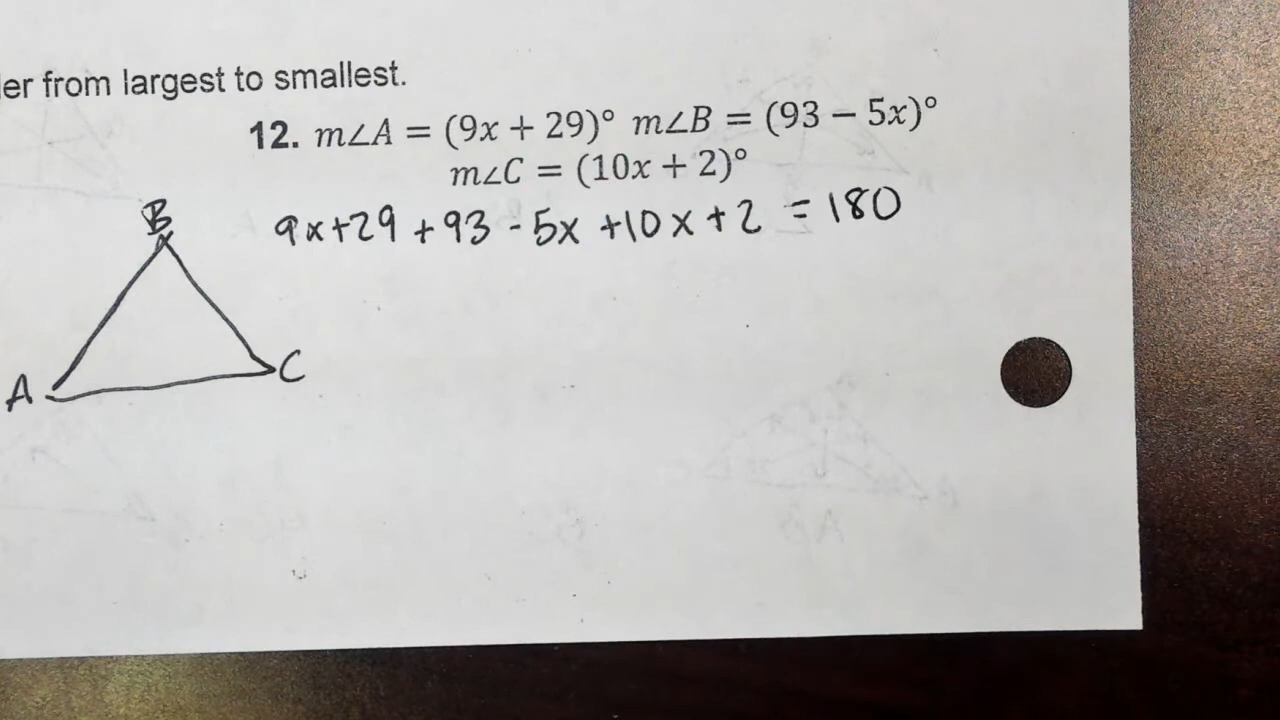 er from largest to smallest.
12. m∠A = (9x + 29)° m∠B = (93 − 5x)°
m∠C = (10x + 2)°
9x+29 +93 -5x +10x+2 = 180
B
A
C